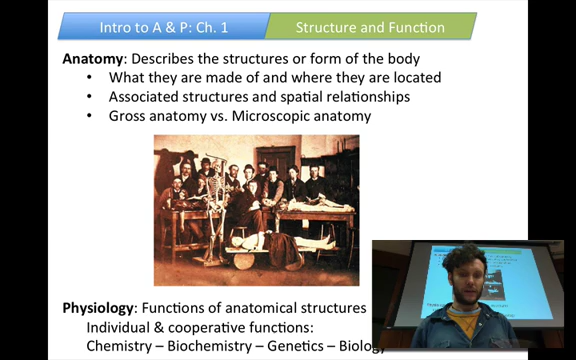 Intro to A & P: Ch. 1
Structure and Function
Anatomy: Describes the structures or form of the body
• What they are made of and where they are located
• Associated structures and spatial relationships
• Gross anatomy vs. Microscopic anatomy
Physiology: Functions of anatomical structures
Individual & cooperative functions:
Chemistry – Biochemistry – Genetics – Biology